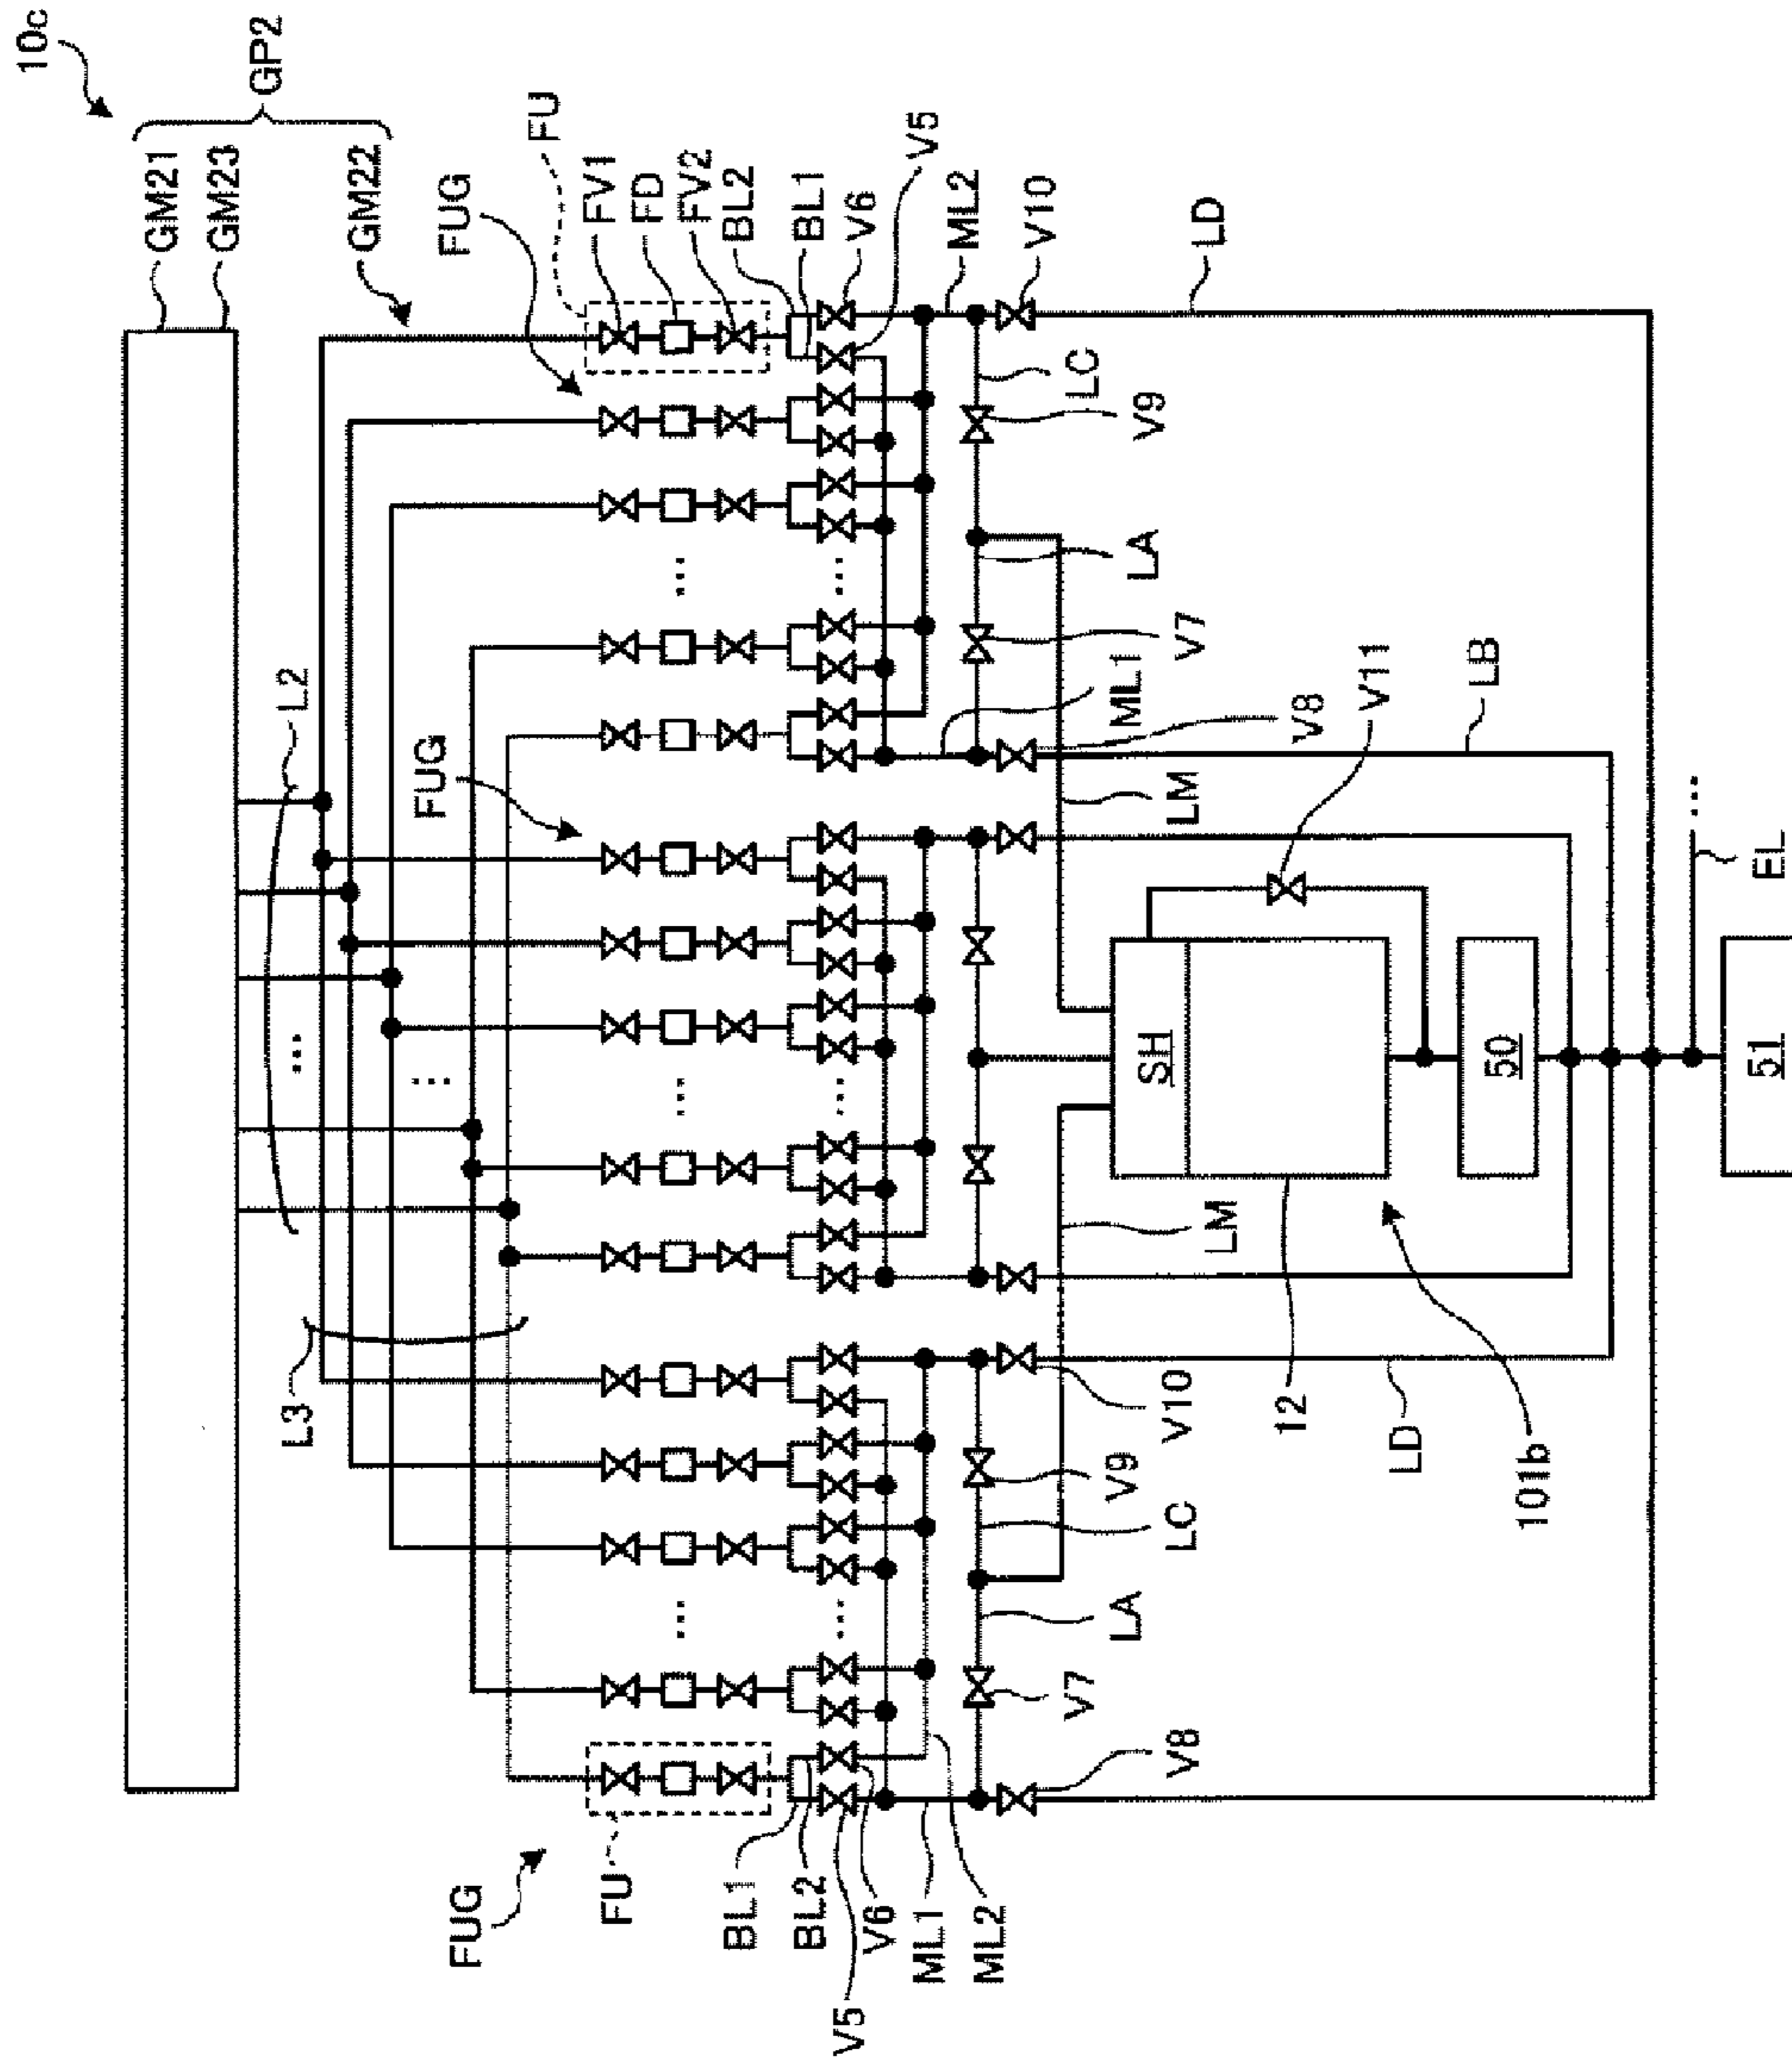 10c
GM21
GM23
GP2
GM22
FUG
FU
FV1
FD
FV2
BL2
BL1
V6
V5
ML2
V10
LD
LC
V9
LA
V7
ML1
V8
LM
V11
LB
L2
...
...
FUG
...
...
...
...
SH
50
EL
...
51
LM
12
101b
L3
...
...
V10
LD
V9
LC
LA
V7
V8
FUG
FU
BL1
BL2
V5
V6
ML1
ML2